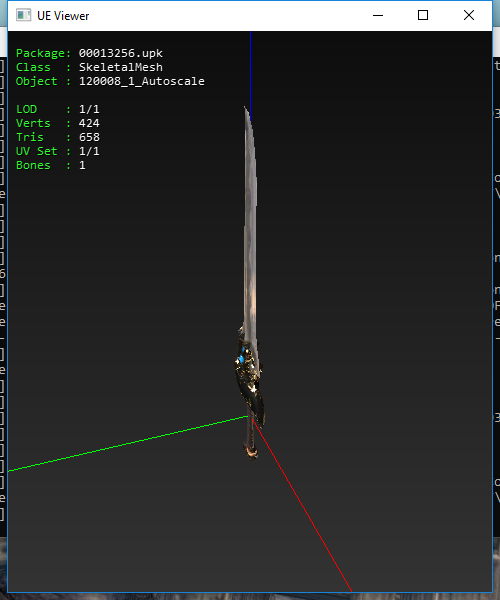 UE Viewer
Package: 00013256.upk
Class  : SkeletalMesh
Object : 120008_1_Autoscale
LOD    : 1/1
Verts  : 424
Tris   : 658
UV Set : 1/1
Bones  : 1